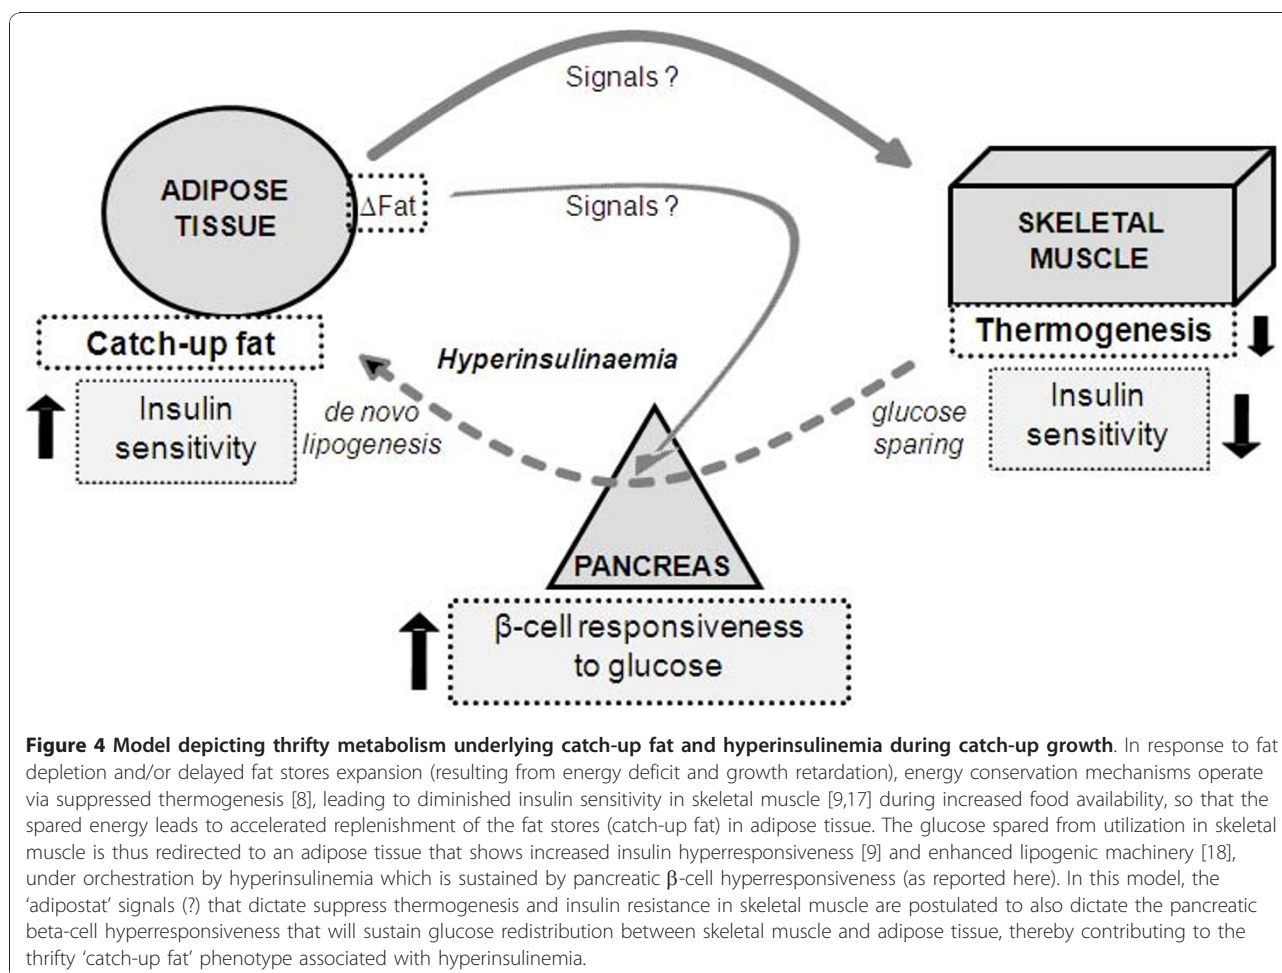 Signals ?
ADIPOSE
TISSUE
ΔFat
Signals ?
SKELETAL
MUSCLE
Catch-up fat
Hyperinsulinaemia
Thermogenesis
Insulin
sensitivity
de novo
lipogenesis
glucose
sparing
Insulin
sensitivity
PANCREAS
β-cell responsiveness
to glucose
Figure 4 Model depicting thrifty metabolism underlying catch-up fat and hyperinsulinemia during catch-up growth. In response to fat
depletion and/or delayed fat stores expansion (resulting from energy deficit and growth retardation), energy conservation mechanisms operate
via suppressed thermogenesis [8], leading to diminished insulin sensitivity in skeletal muscle [9,17] during increased food availability, so that the
spared energy leads to accelerated replenishment of the fat stores (catch-up fat) in adipose tissue. The glucose spared from utilization in skeletal
muscle is thus redirected to an adipose tissue that shows increased insulin hyperresponsiveness [9] and enhanced lipogenic machinery [18],
under orchestration by hyperinsulinemia which is sustained by pancreatic β-cell hyperresponsiveness (as reported here). In this model, the
‘adipostat’ signals (?) that dictate suppress thermogenesis and insulin resistance in skeletal muscle are postulated to also dictate the pancreatic
beta-cell hyperresponsiveness that will sustain glucose redistribution between skeletal muscle and adipose tissue, thereby contributing to the
thrifty ‘catch-up fat’ phenotype associated with hyperinsulinemia.